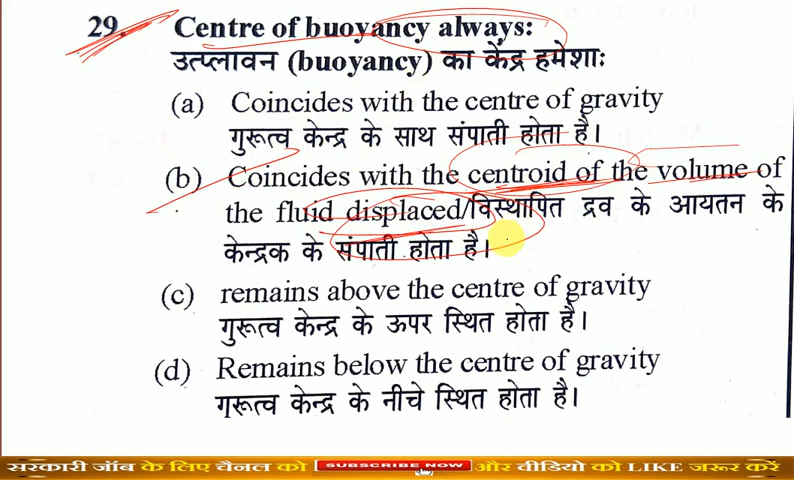 29. Centre of buoyancy always:
उत्प्लावन (buoyancy) का केंद्र हमेशाः
(a) Coincides with the centre of gravity
गुरूत्व केन्द्र के साथ संपाती होता है।
(b) Coincides with the centroid of the volume of
the fluid displaced/विस्थापित द्रव के आयतन के
केन्द्रक के संपाती होता है।
(c) remains above the centre of gravity
गुरूत्व केन्द्र के ऊपर स्थित होता है।
(d) Remains below the centre of gravity
गुरूत्व केन्द्र के नीचे स्थित होता है।
सरकारी जॉब के लिए चैनल को SUBSCRIBE NOW और वीडियो को LIKE जरूर करें